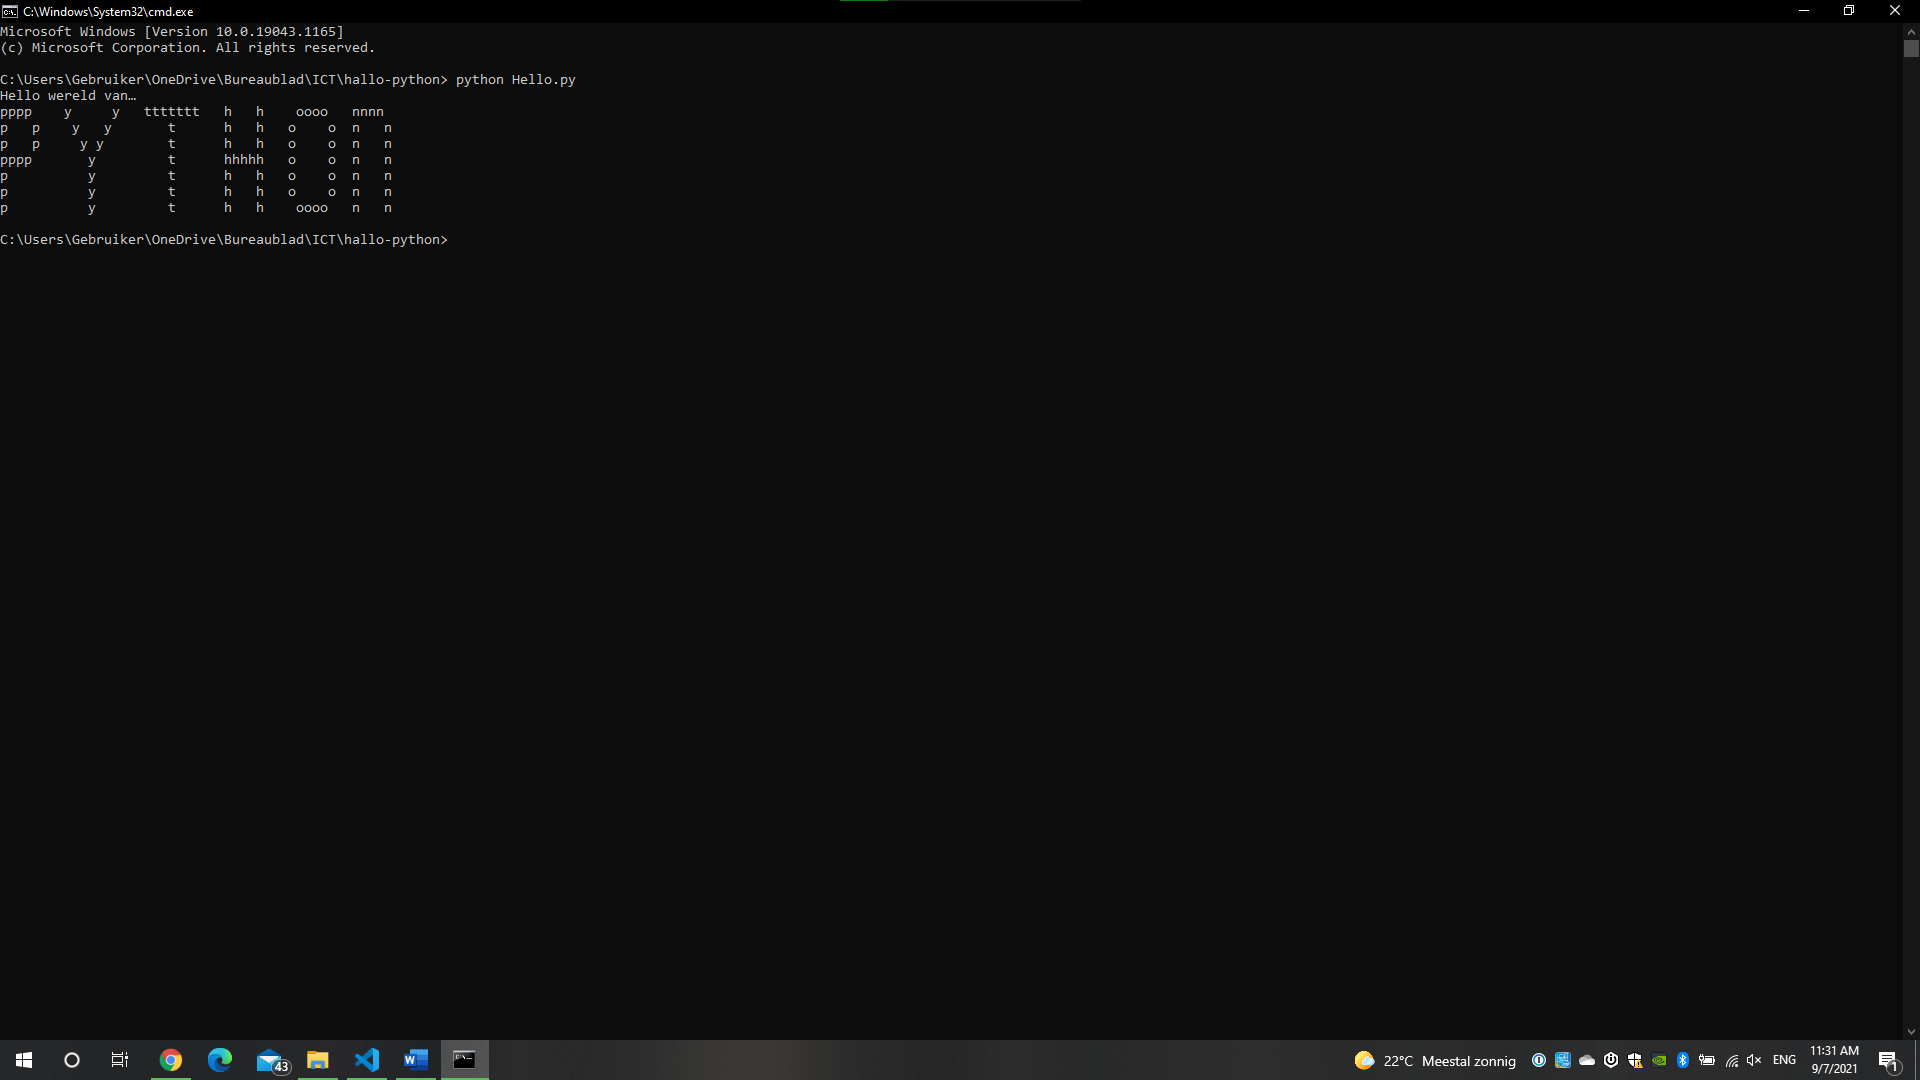 C:\Windows\System32\cmd.exe
Microsoft Windows [Version 10.0.19043.1165]
(c) Microsoft Corporation. All rights reserved.
C:\Users\Gebruiker\OneDrive\Bureaublad\ICT\hallo-python> python Hello.py
Hello wereld van…
pppp    y     y   ttttttt   h   h    oooo   nnnn
p   p    y   y       t      h   h   o    o  n   n
p   p     y y        t      h   h   o    o  n   n
pppp       y         t      hhhhh   o    o  n   n
p          y         t      h   h   o    o  n   n
p          y         t      h   h   o    o  n   n
p          y         t      h   h    oooo   n   n
C:\Users\Gebruiker\OneDrive\Bureaublad\ICT\hallo-python>
43
22°C Meestal zonnig
ENG
11:31 AM
9/7/2021
1